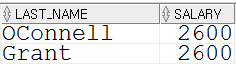 LAST_NAME SALARY
OConnell 2600
Grant 2600